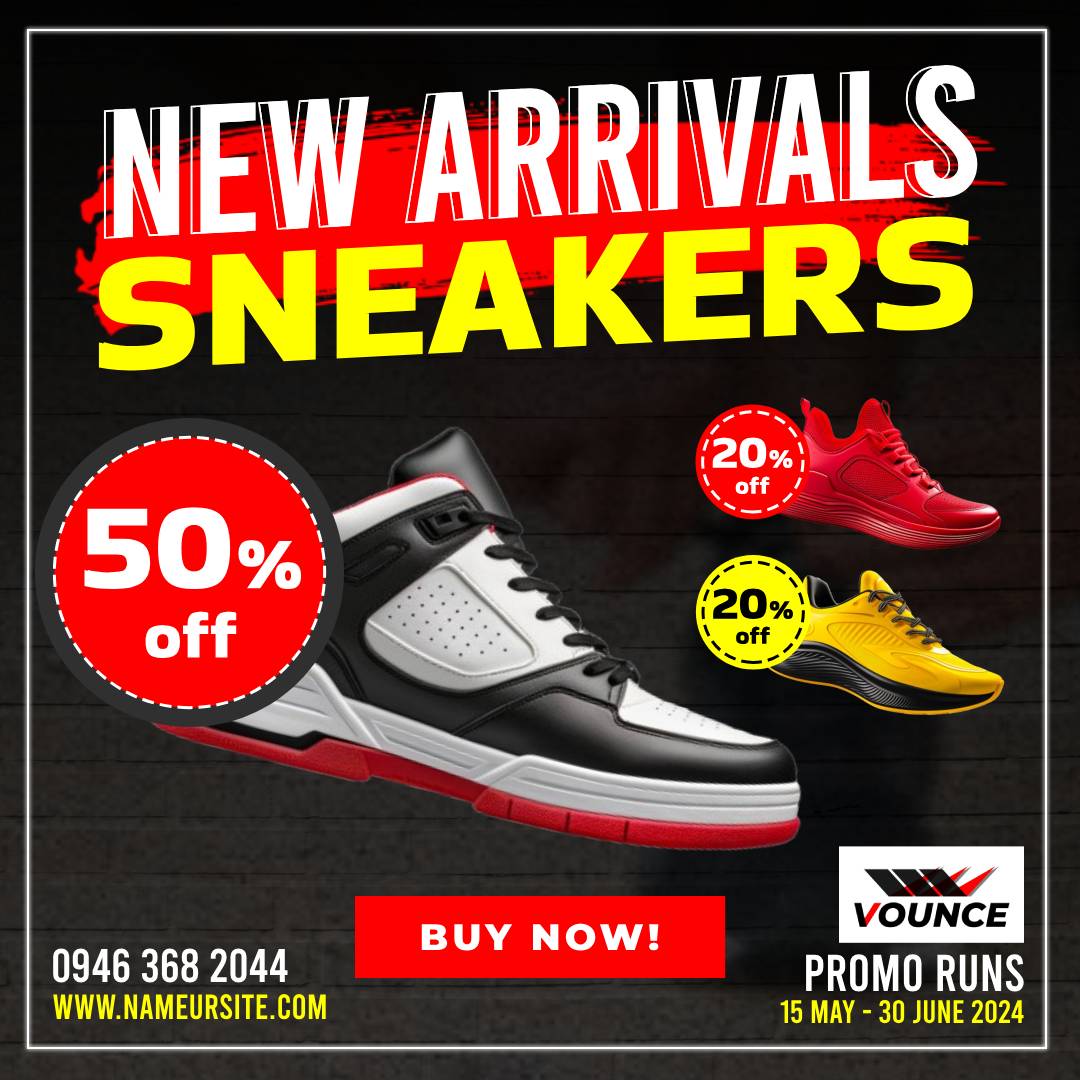 NEW ARRIVALS
SNEAKERS
50%
off
20%
off
20%
off
BUY NOW!
0946 368 2044
WWW.NAMEURSITE.COM
VOUNCE
PROMO RUNS
15 MAY - 30 JUNE 2024